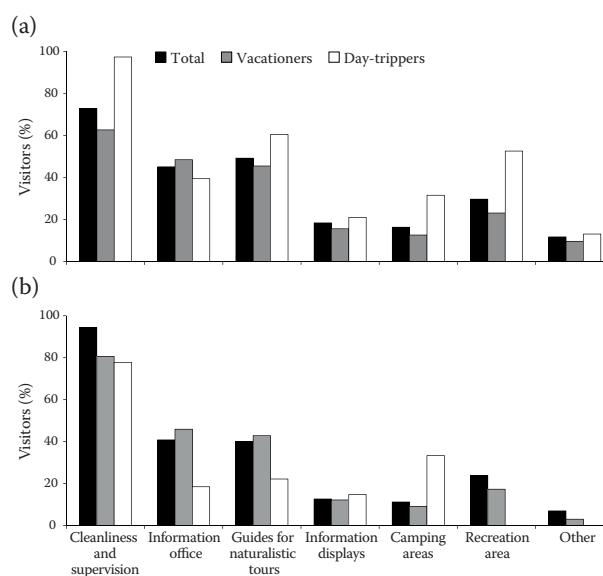 (a)
100
80
60
40
20
0
Visitors (%)
Total Vacationers Day-trippers
(b)
100
80
60
40
20
0
Visitors (%)
Cleanliness and supervision
Information office
Guides for naturalistic tours
Information displays
Camping areas
Recreation area
Other